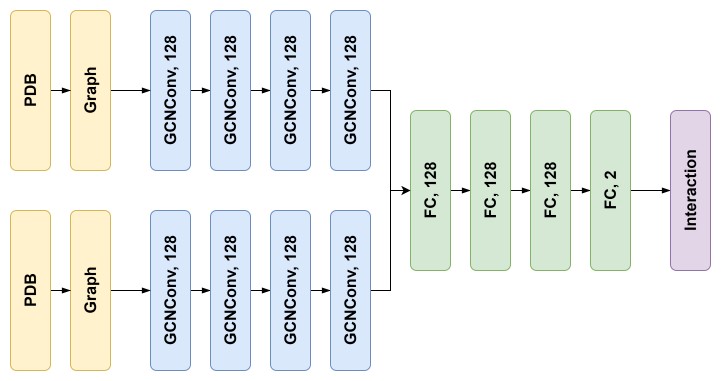 PDB
Graph
GCNConv, 128
GCNConv, 128
GCNConv, 128
GCNConv, 128
PDB
Graph
GCNConv, 128
GCNConv, 128
GCNConv, 128
GCNConv, 128
FC, 128
FC, 128
FC, 128
FC, 2
Interaction